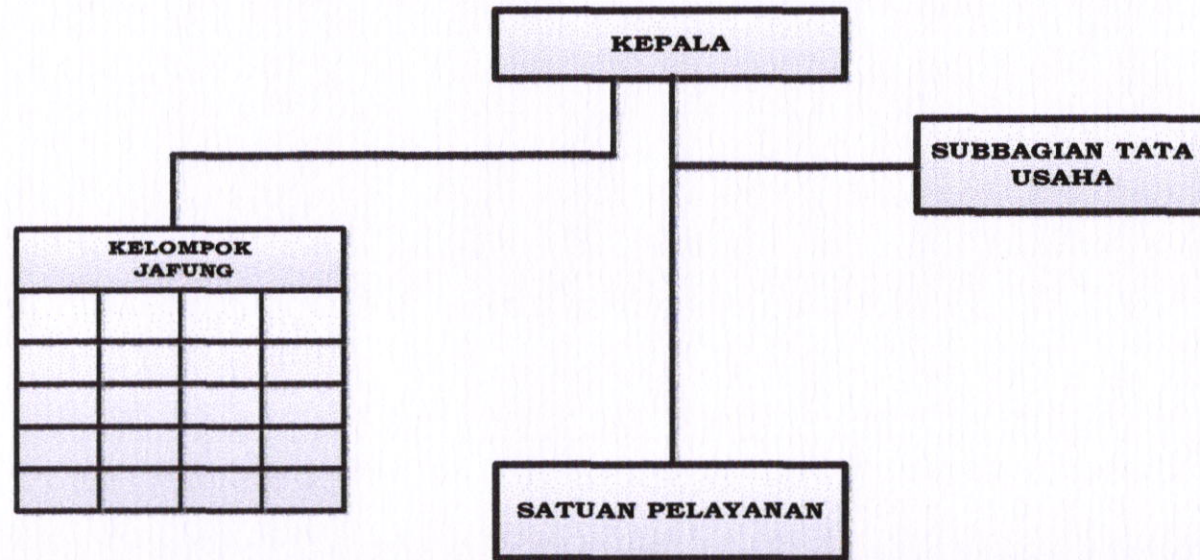 KEPALA
SUBBAGIAN TATA
USAHA
KELOMPOK
JAFUNG
SATUAN PELAYANAN